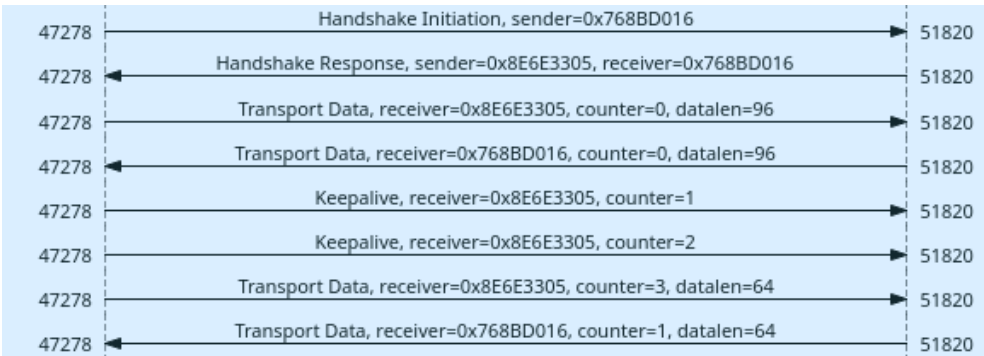 Handshake Initiation, sender=0x768BD016
47278 51820
Handshake Response, sender=0x8E6E3305, receiver=0x768BD016
47278 51820
Transport Data, receiver=0x8E6E3305, counter=0, datalen=96
47278 51820
Transport Data, receiver=0x768BD016, counter=0, datalen=96
47278 51820
Keepalive, receiver=0x8E6E3305, counter=1
47278 51820
Keepalive, receiver=0x8E6E3305, counter=2
47278 51820
Transport Data, receiver=0x8E6E3305, counter=3, datalen=64
47278 51820
Transport Data, receiver=0x768BD016, counter=1, datalen=64
47278 51820